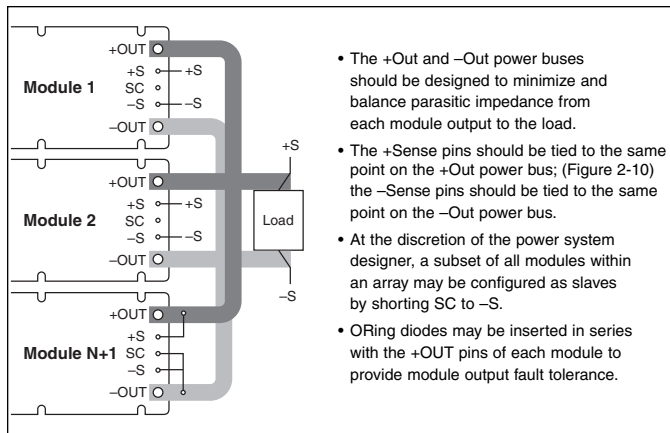 +OUT
+S
+S
Module 1
SC
–S
–S
–OUT
+S
+OUT
+S
+S
Module 2
SC
Load
–S
–S
–OUT
–S
+OUT
+S
Module N+1
SC
–S
–OUT
• The +Out and –Out power buses
should be designed to minimize and
balance parasitic impedance from
each module output to the load.
• The +Sense pins should be tied to the same
point on the +Out power bus; (Figure 2-10)
the –Sense pins should be tied to the same
point on the –Out power bus.
• At the discretion of the power system
designer, a subset of all modules within
an array may be configured as slaves
by shorting SC to –S.
• ORing diodes may be inserted in series
with the +OUT pins of each module to
provide module output fault tolerance.